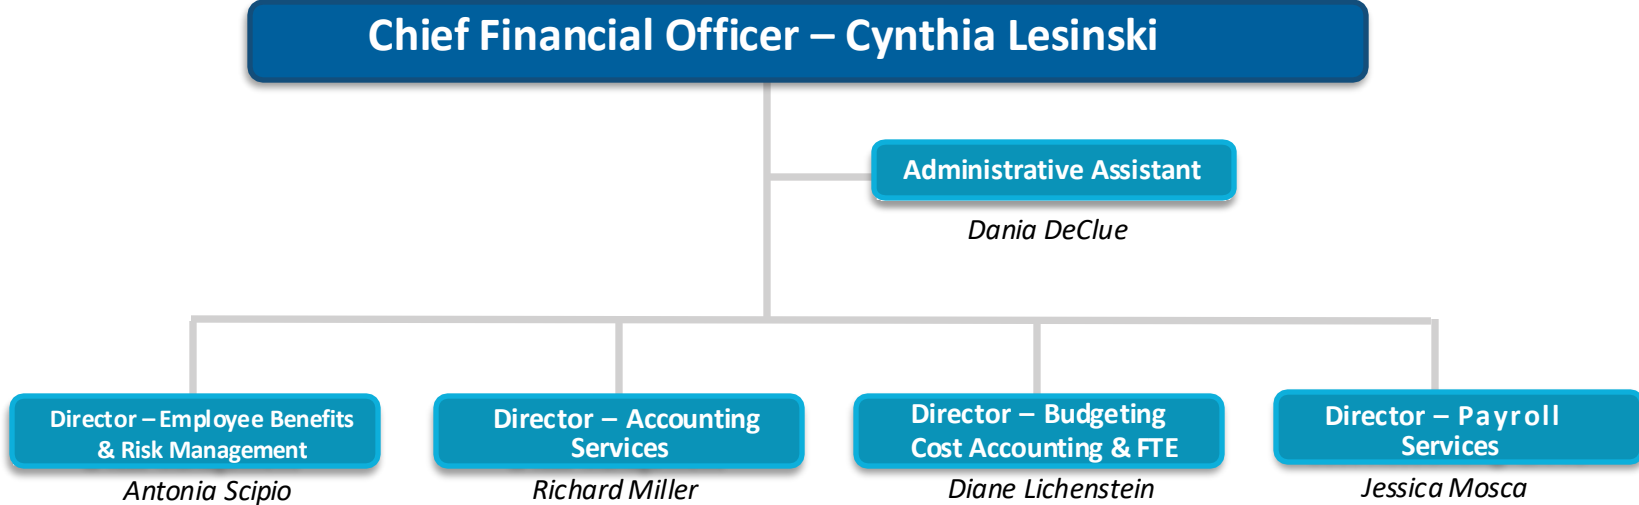 Chief Financial Officer – Cynthia Lesinski
Administrative Assistant
Dania DeClue
Director – Employee Benefits
& Risk Management
Antonia Scipio
Director – Accounting
Services
Richard Miller
Director – Budgeting
Cost Accounting & FTE
Diane Lichenstein
Director – Payroll
Services
Jessica Mosca